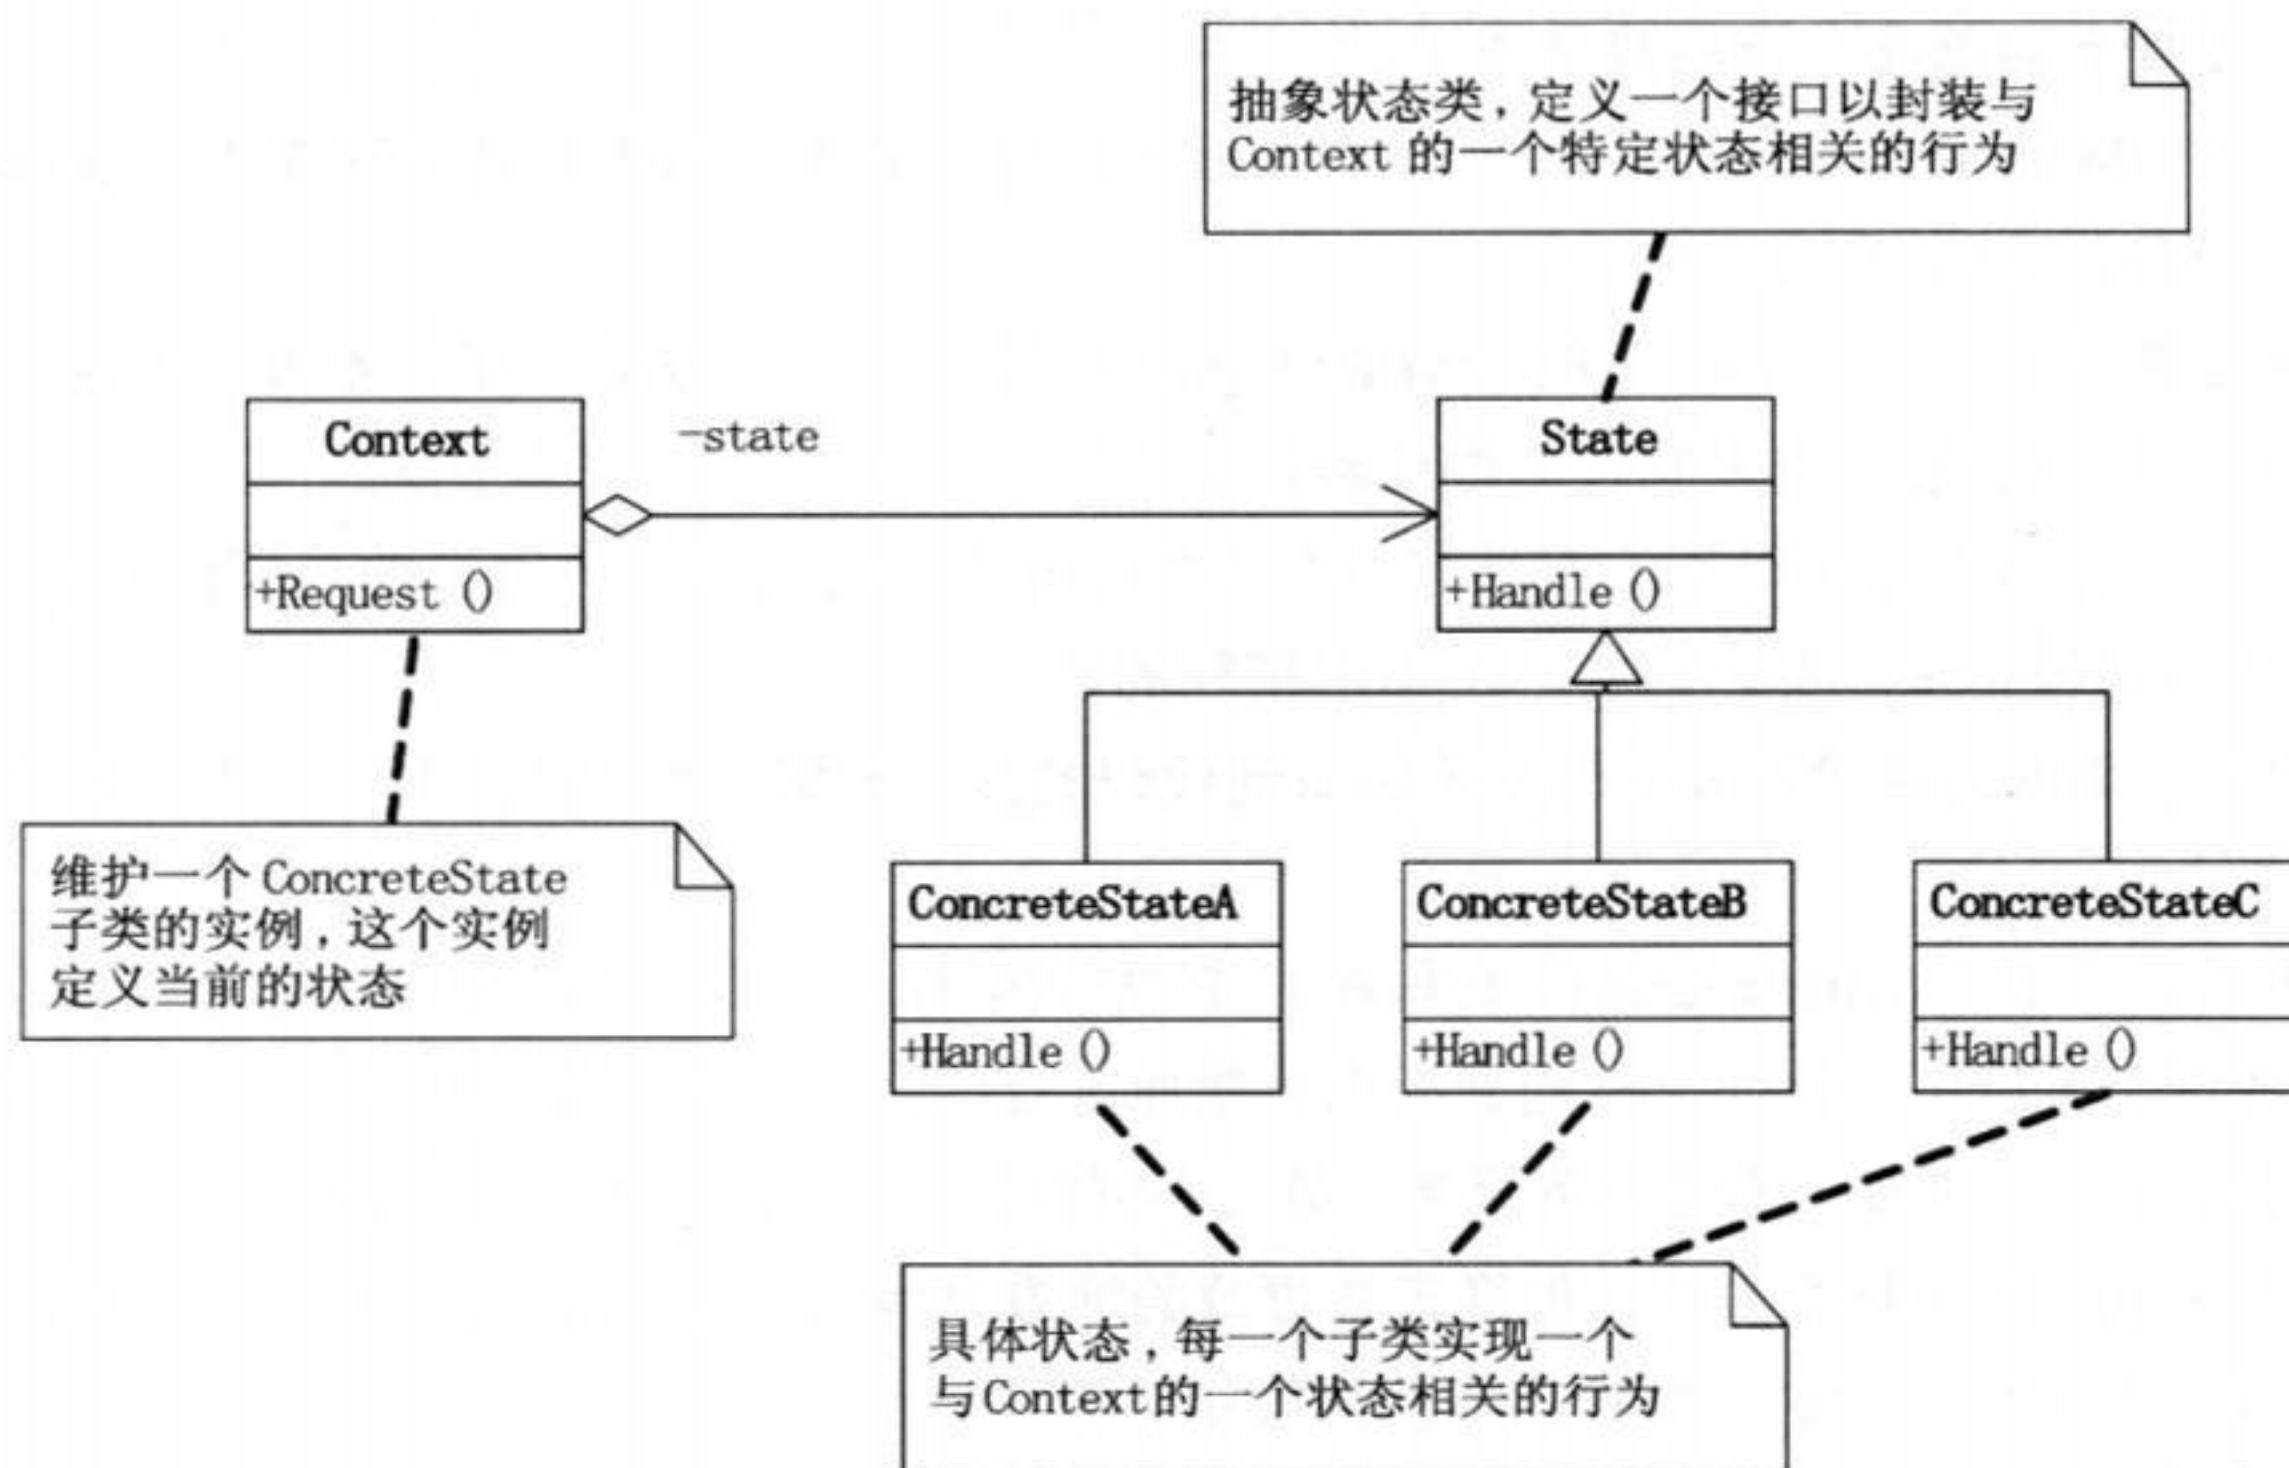 抽象状态类，定义一个接口以封装与
Context 的一个特定状态相关的行为
Context
-state
State
+Request ()
+Handle ()
维护一个 ConcreteState
子类的实例，这个实例
定义当前的状态
ConcreteStateA
ConcreteStateB
ConcreteStateC
+Handle ()
+Handle ()
+Handle ()
具体状态，每一个子类实现一个
与Context的一个状态相关的行为